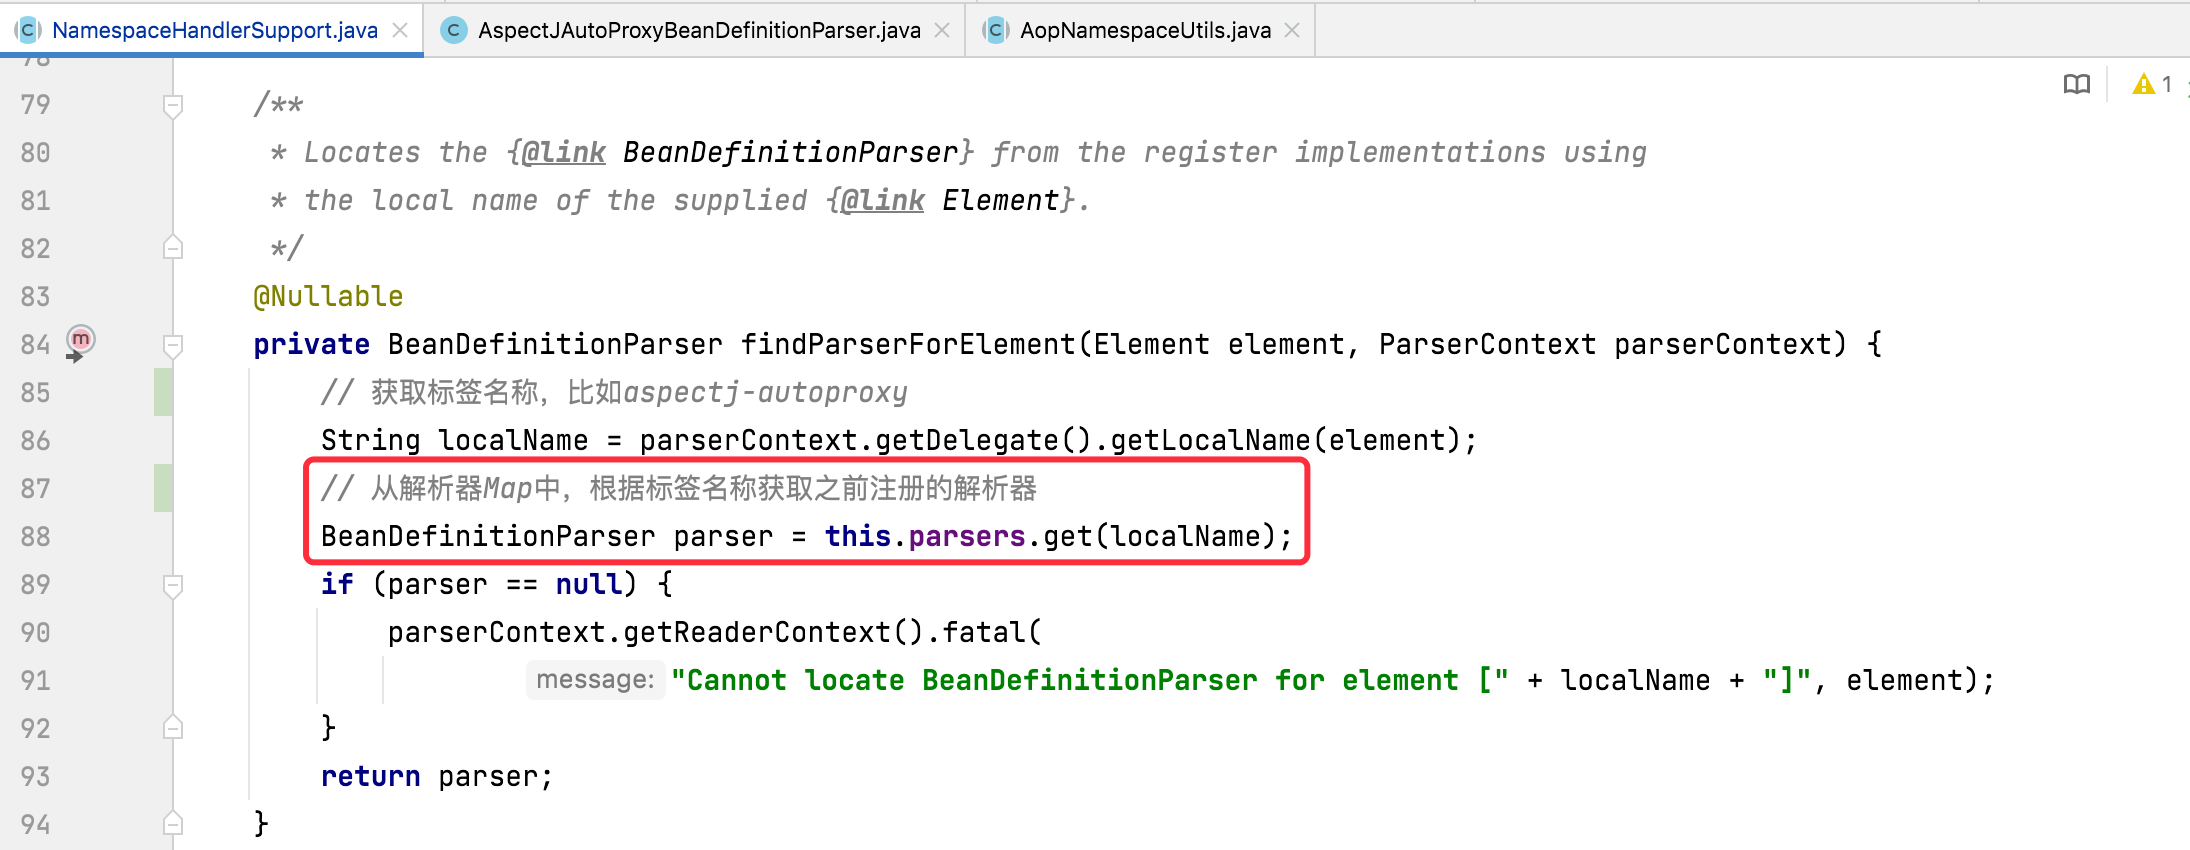 NamespaceHandlerSupport.java AspectJAutoProxyBeanDefinitionParser.java AopNamespaceUtils.java
78
1
79 /**
80 * Locates the {@link BeanDefinitionParser} from the register implementations using
81 * the local name of the supplied {@link Element}.
82 */
83 @Nullable
84 private BeanDefinitionParser findParserForElement(Element element, ParserContext parserContext) {
85 // 获取标签名称，比如aspectj-autoproxy
86 String localName = parserContext.getDelegate().getLocalName(element);
87 // 从解析器Map中，根据标签名称获取之前注册的解析器
88 BeanDefinitionParser parser = this.parsers.get(localName);
89 if (parser == null) {
90 parserContext.getReaderContext().fatal(
91 message: "Cannot locate BeanDefinitionParser for element [" + localName + "]", element);
92 }
93 return parser;
94 }